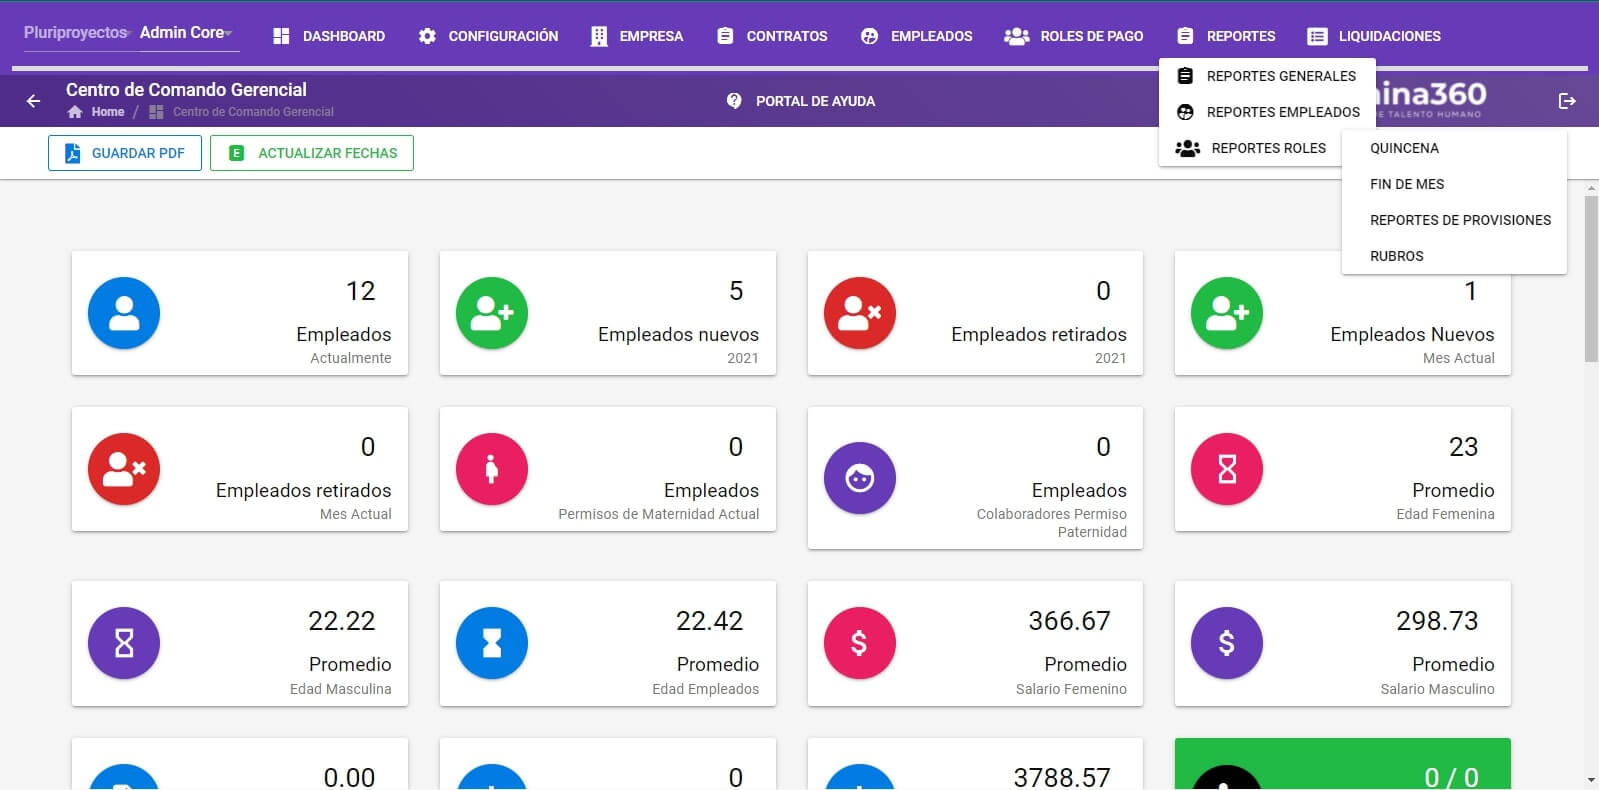 Pluriproyectos Admin Core DASHBOARD CONFIGURACIÓN EMPRESA CONTRATOS EMPLEADOS ROLES DE PAGO REPORTES LIQUIDACIONES
Centro de Comando Gerencial
Home / Centro de Comando Gerencial
PORTAL DE AYUDA
REPORTES GENERALES
REPORTES EMPLEADOS
REPORTES ROLES
ina360
DE TALENTO HUMANO
QUINCENA
FIN DE MES
REPORTES DE PROVISIONES
RUBROS
GUARDAR PDF
E ACTUALIZAR FECHAS
12
Empleados
Actualmente
5
Empleados nuevos
2021
0
Empleados retirados
2021
1
Empleados Nuevos
Mes Actual
0
Empleados retirados
Mes Actual
0
Empleados
Permisos de Maternidad Actual
0
Empleados
Colaboradores Permiso
Paternidad
23
Promedio
Edad Femenina
22.22
Promedio
Edad Masculina
22.42
Promedio
Edad Empleados
$
366.67
Promedio
Salario Femenino
$
298.73
Promedio
Salario Masculino
0.00
0
3788.57
0 / 0